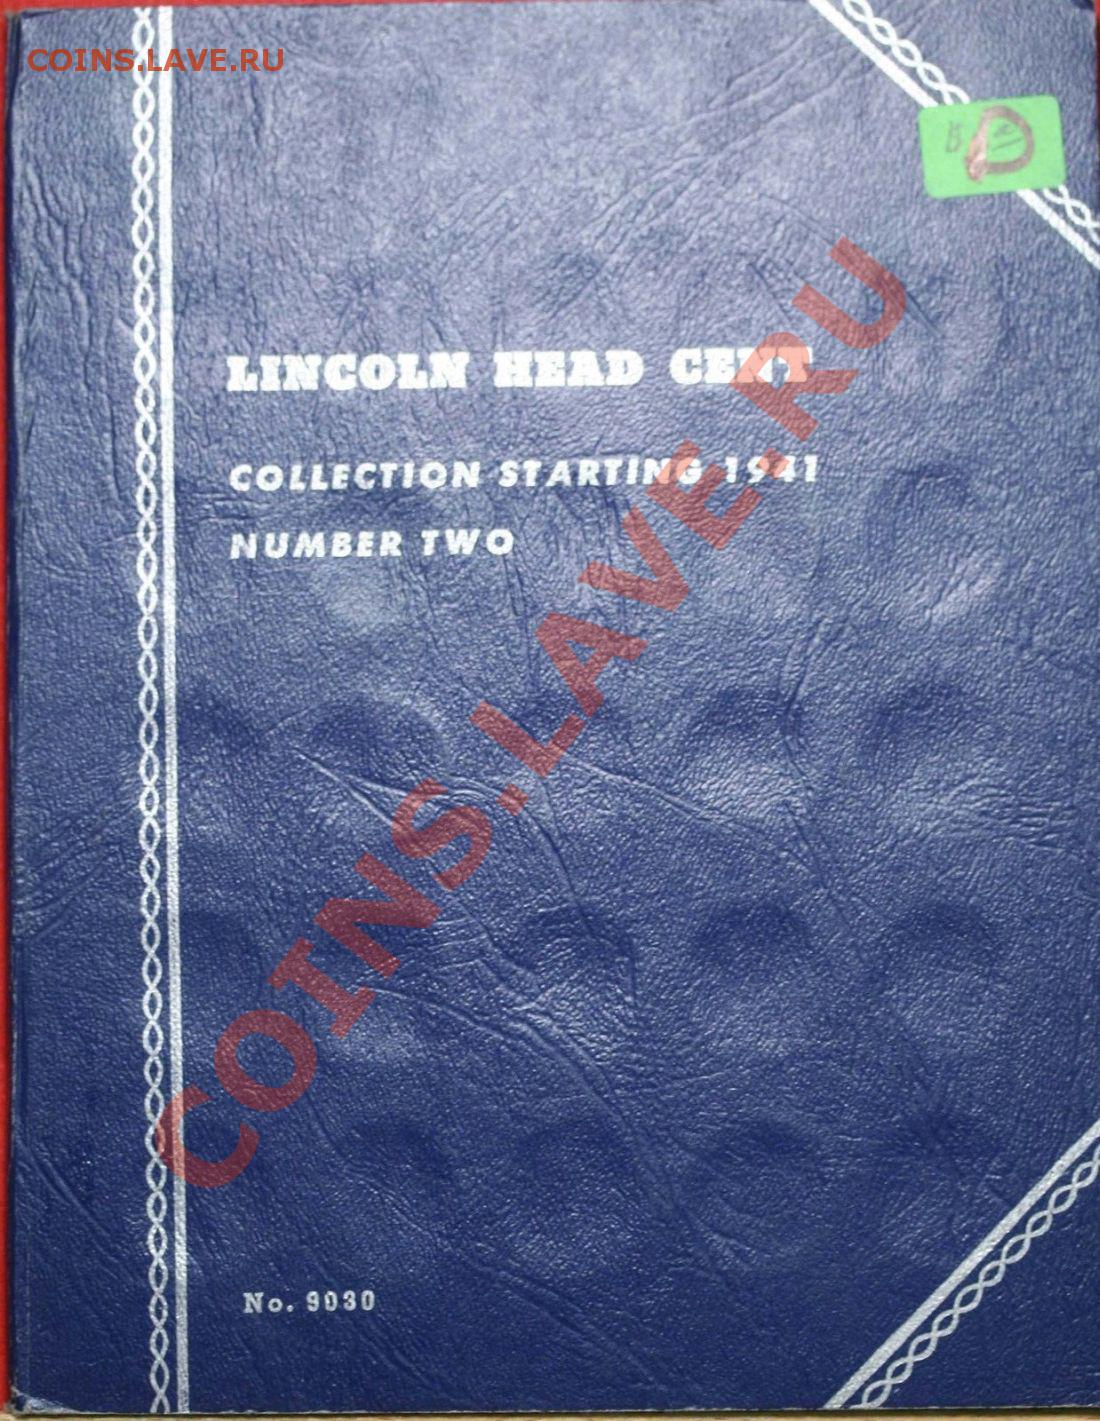 COINS.LAVE.RU
LINCOLN HEAD CENT
COLLECTION STARTING 1941
NUMBER TWO
COINS.LAVE.RU
No. 9030